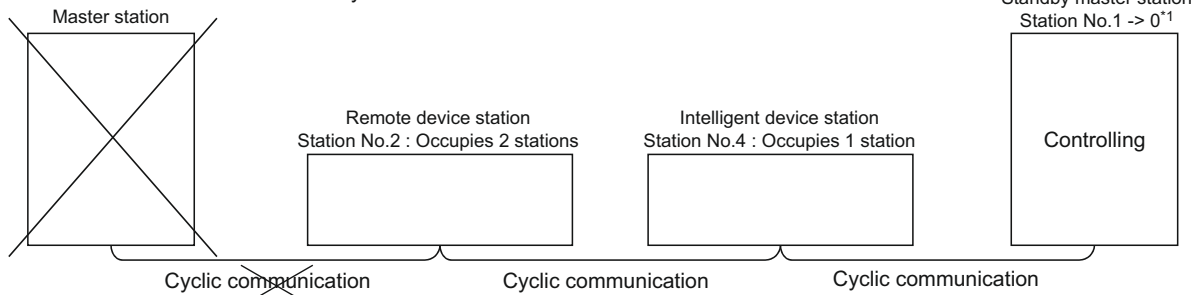 Standby master station
Master station
Station No.1 -> 0*1
Remote device station
Intelligent device station
Station No.2 : Occupies 2 stations
Station No.4 : Occupies 1 station
Controlling
Cyclic communication
Cyclic communication
Cyclic communication